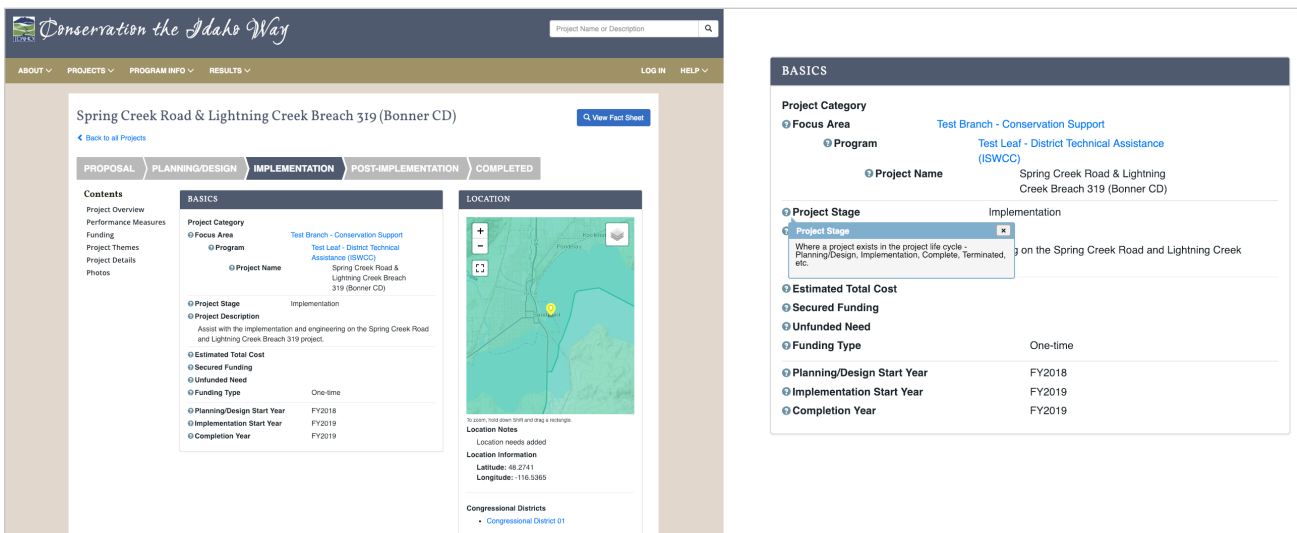 Conservation the Idaho Way
IDAHO
Project Name or Description
ABOUT PROJECTS PROGRAM INFO RESULTS LOG IN HELP
Spring Creek Road & Lightning Creek Breach 319 (Bonner CD)
View Fact Sheet
Back to all Projects
PROPOSAL PLANNING/DESIGN IMPLEMENTATION POST-IMPLEMENTATION COMPLETED
Contents
Project Overview
Performance Measures
Funding
Project Themes
Project Details
Photos
BASICS
Project Category
Focus Area Test Branch - Conservation Support
Program Test Leaf - District Technical
Assistance (ISWCC)
Project Name Spring Creek Road &
Lightning Creek Breach
319 (Bonner CD)
Project Stage Implementation
Project Description
Assist with the implementation and engineering on the Spring Creek Road
and Lightning Creek Breach 319 project.
Estimated Total Cost
Secured Funding
Unfunded Need
Funding Type One-time
Planning/Design Start Year FY2018
Implementation Start Year FY2019
Completion Year FY2019
LOCATION
+
−
Ponderay
To zoom, hold down Shift and drag a rectangle.
Location Notes
Location needs added
Location Information
Latitude: 48.2741
Longitude: -116.5365
Congressional Districts
• Congressional District 01
BASICS
Project Category
Focus Area Test Branch - Conservation Support
Program Test Leaf - District Technical Assistance
(ISWCC)
Project Name Spring Creek Road & Lightning
Creek Breach 319 (Bonner CD)
Project Stage Implementation
Project Stage ×
Where a project exists in the project life cycle -
Planning/Design, Implementation, Complete, Terminated,
etc.
g on the Spring Creek Road and Lightning Creek
Estimated Total Cost
Secured Funding
Unfunded Need
Funding Type One-time
Planning/Design Start Year FY2018
Implementation Start Year FY2019
Completion Year FY2019